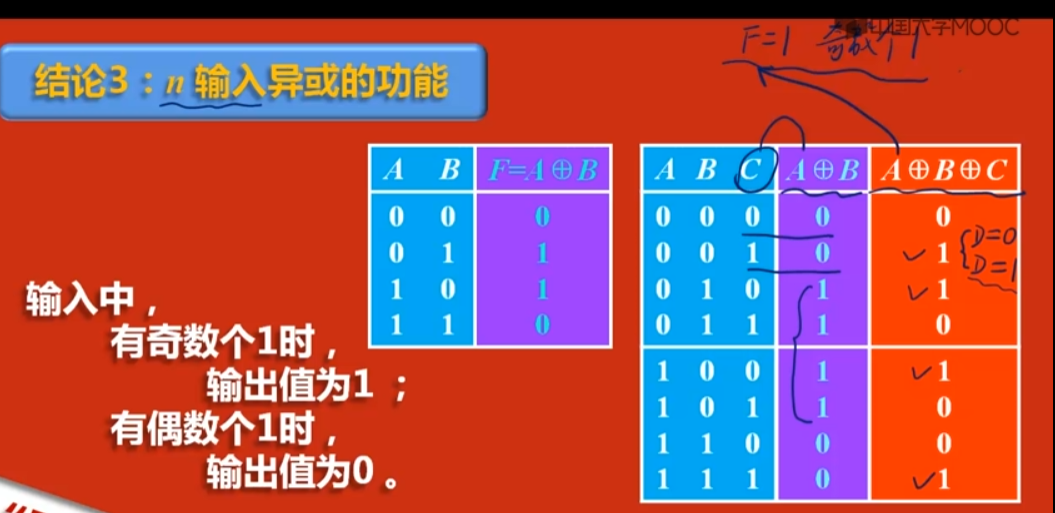 中国大学MOOC
F=1 奇数个1
结论3：n 输入异或的功能
A B F=A⊕B
0 0 0
0 1 1
1 0 1
1 1 0
A B C A⊕B A⊕B⊕C
0 0 0 0 0
0 0 1 0 1
0 1 0 1 1
0 1 1 1 0
1 0 0 1 1
1 0 1 1 0
1 1 0 0 0
1 1 1 0 1
D=0
D=1
输入中，
有奇数个1时，
输出值为1；
有偶数个1时，
输出值为0。